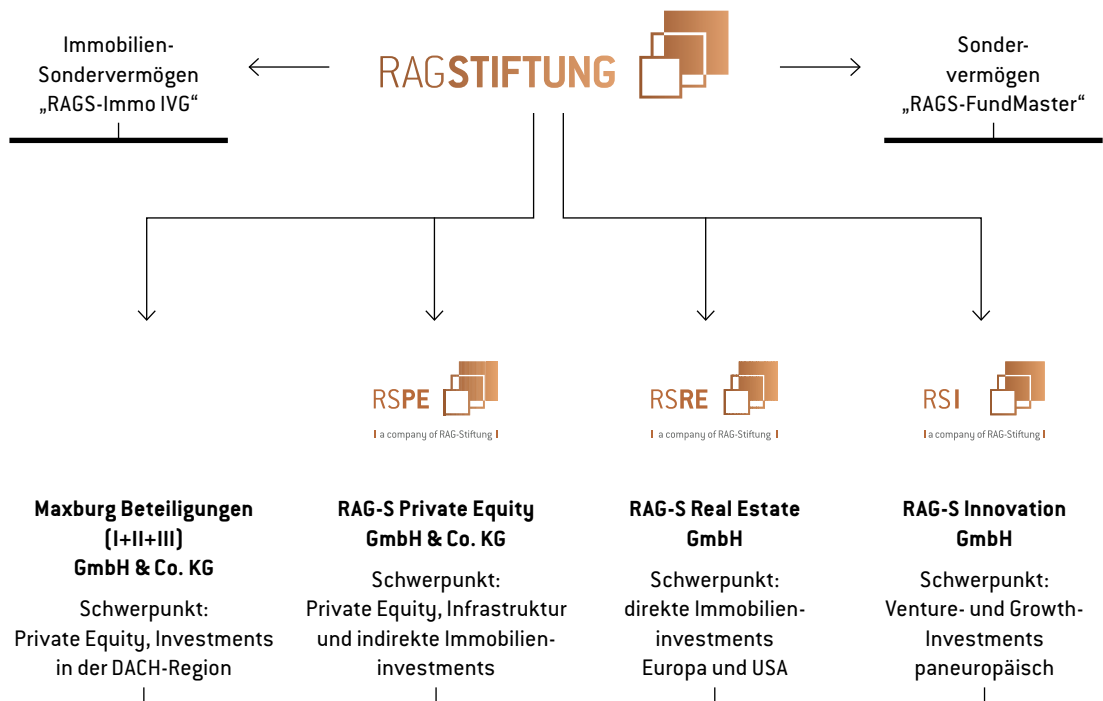 Immobilien-
Sondervermögen
„RAGS-Immo IVG“
RAGSTIFTUNG
Sonder-
vermögen
„RAGS-FundMaster“
RSPE
a company of RAG-Stiftung
RSRE
a company of RAG-Stiftung
RSI
a company of RAG-Stiftung
Maxburg Beteiligungen
(I+II+III)
GmbH & Co. KG
Schwerpunkt:
Private Equity, Investments
in der DACH-Region
RAG-S Private Equity
GmbH & Co. KG
Schwerpunkt:
Private Equity, Infrastruktur
und indirekte Immobilien-
investments
RAG-S Real Estate
GmbH
Schwerpunkt:
direkte Immobilien-
investments
Europa und USA
RAG-S Innovation
GmbH
Schwerpunkt:
Venture- und Growth-
Investments
paneuropäisch